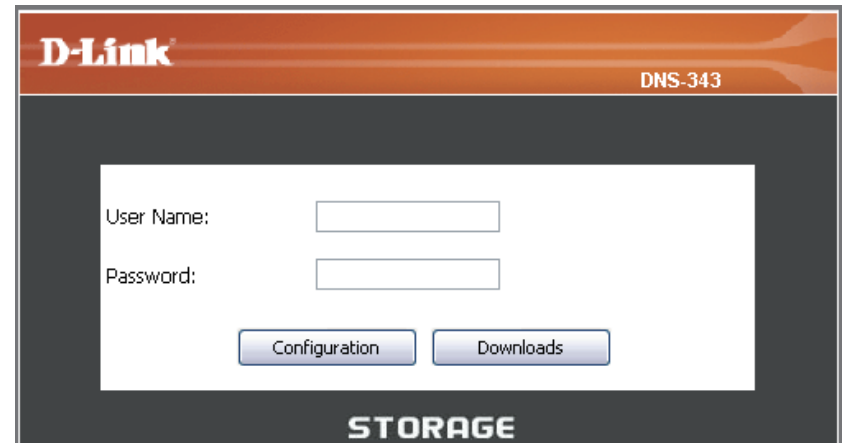 D-Link
DNS-343
User Name:
Password:
Configuration Downloads
STORAGE